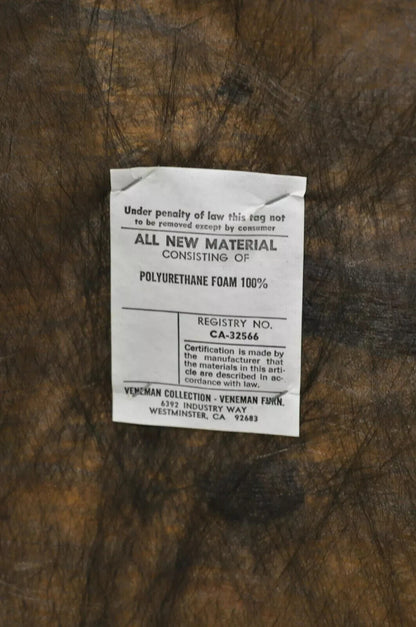 Under penalty of law this tag not
to be removed except by consumer
ALL NEW MATERIAL
CONSISTING OF
POLYURETHANE FOAM 100%
REGISTRY NO.
CA-32566
Certification is made by
the manufacturer that
the materials in this arti-
cle are described in ac-
cordance with law.
VENEMAN COLLECTION - VENEMAN FURN.
6392 INDUSTRY WAY
WESTMINSTER, CA 92683